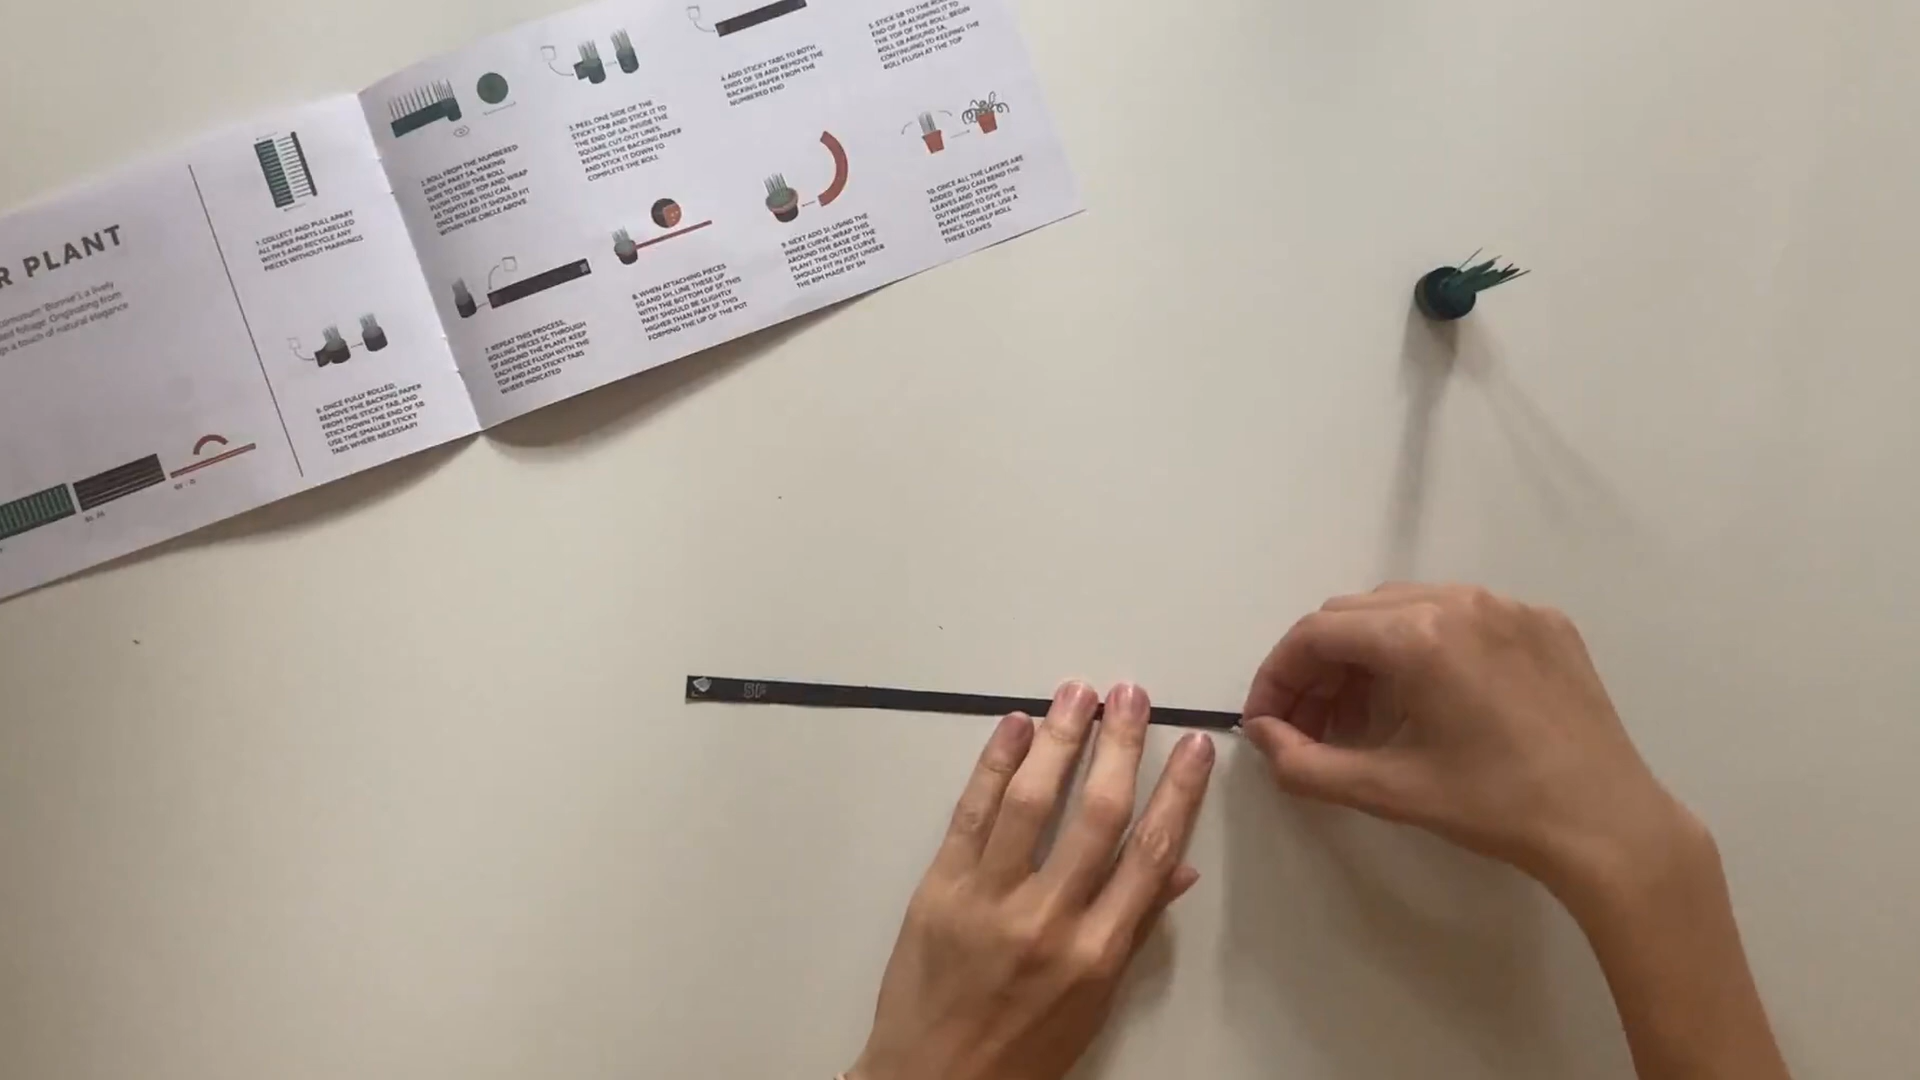 R PLANT
comosum 'Bonnie') a lively
foliage. Originating from
a touch of natural elegance
1. COLLECT AND PULL APART
ALL PAPER PARTS LABELLED
WITH 5 AND RECYCLE ANY
PIECES WITHOUT MARKINGS
6. ONCE FULLY ROLLED,
REMOVE THE BACKING PAPER
FROM THE STICKY TAB, AND
STICK DOWN THE END OF 5B.
USE THE SMALLER STICKY
TABS WHERE NECESSARY
2. ROLL FROM THE NUMBERED
END OF PART 5A, MAKING
SURE TO KEEP THE ROLL
FLUSH TO THE TOP AND WRAP
AS TIGHTLY AS YOU CAN.
ONCE ROLLED IT SHOULD FIT
WITHIN THE CIRCLE ABOVE
3. PEEL ONE SIDE OF THE
STICKY TAB AND STICK IT TO
THE END OF 5A, INSIDE THE
SQUARE CUT-OUT LINES.
REMOVE THE BACKING PAPER
AND STICK IT DOWN TO
COMPLETE THE ROLL
4. ADD STICKY TABS TO BOTH
ENDS OF 5B AND REMOVE THE
BACKING PAPER FROM THE
NUMBERED END
5. STICK 5B TO THE
END OF 5A ALIGNING IT TO
THE TOP OF THE ROLL. BEGIN
ROLL 5B AROUND 5A,
CONTINUING TO KEEPING THE
ROLL FLUSH AT THE TOP
7. REPEAT THIS PROCESS,
ROLLING PIECES 5C THROUGH
5F AROUND THE PLANT. KEEP
EACH PIECE FLUSH WITH THE
TOP AND ADD STICKY TABS
WHERE INDICATED
8. WHEN ATTACHING PIECES
5G AND 5H, LINE THESE UP
WITH THE BOTTOM OF 5F. THIS
PART SHOULD BE SLIGHTLY
HIGHER THAN PART 5F. THIS
FORMING THE LIP OF THE POT
9. NEXT ADD 5I. USING THE
INNER CURVE, WRAP THIS
AROUND THE BASE OF THE
PLANT. THE OUTER CURVE
SHOULD FIT IN JUST UNDER
THE RIM MADE BY 5H
10. ONCE ALL THE LAYERS ARE
ADDED YOU CAN BEND THE
LEAVES AND STEMS
OUTWARDS TO GIVE THE
PLANT MORE LIFE. USE A
PENCIL TO HELP ROLL
THESE LEAVES
5F